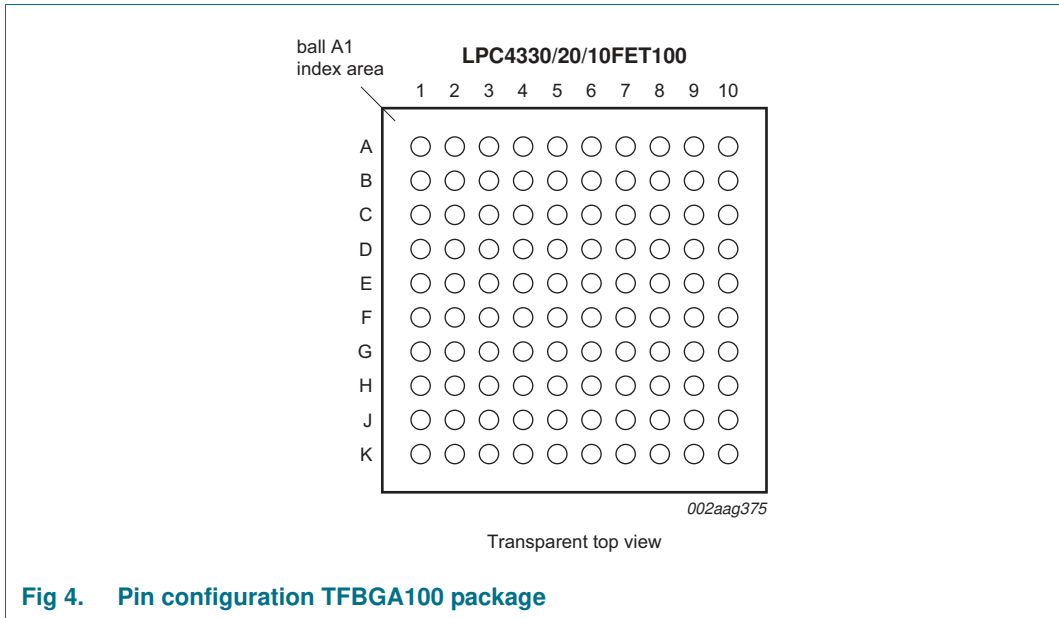 ball A1
index area
LPC4330/20/10FET100
1 2 3 4 5 6 7 8 9 10
A
B
C
D
E
F
G
H
J
K
002aag375
Transparent top view
Fig 4. Pin configuration TFBGA100 package